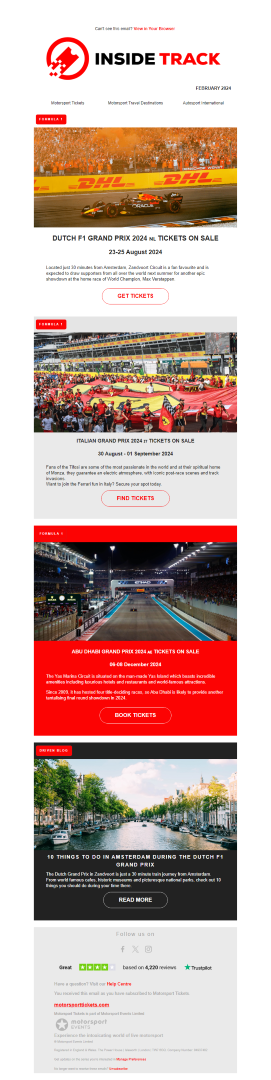 Can't see this email? View in Your Browser
INSIDE TRACK
FEBRUARY 2024
Motorsport Tickets
Motorsport Travel Destinations
Autosport International
FORMULA 1
DHL
DHL
ORACLE
DUTCH F1 GRAND PRIX 2024 NL TICKETS ON SALE
23-25 August 2024
Located just 30 minutes from Amsterdam, Zandvoort Circuit is a fan favourite and is
expected to draw supporters from all over the world next summer for another epic
showdown at the home race of World Champion, Max Verstappen.
GET TICKETS
FORMULA 1
ITALIAN GRAND PRIX 2024 IT TICKETS ON SALE
30 August - 01 September 2024
Fans of the Tifosi are some of the most passionate in the world and at their spiritual home
of Monza, they guarantee an electric atmosphere, with iconic post-race scenes and track
invasions.
Want to join the Ferrari fun in Italy? Secure your spot today.
FIND TICKETS
FORMULA 1
ABU DHABI GRAND PRIX 2024 AE TICKETS ON SALE
06-08 December 2024
The Yas Marina Circuit is situated on the man-made Yas Island which boasts incredible
amenities including luxurious hotels and restaurants and world-famous attractions.
Since 2009, it has hosted four title-deciding races, so Abu Dhabi is likely to provide another
tantalising final round showdown in 2024.
BOOK TICKETS
DRIVEN BLOG
10 THINGS TO DO IN AMSTERDAM DURING THE DUTCH F1
GRAND PRIX
The Dutch Grand Prix in Zandvoort is just a 30 minute train journey from Amsterdam.
From world famous cafes, historic museums and picturesque national parks, check out 10
things you should do during your time there
READ MORE
Follow us on
Great
based on 4,220 reviews
Trustpilot
Have a question? Visit our Help Centre
You received this email as you have subscribed to Motorsport Tickets
motorsporttickets.com
Motorsport Tickets is part of Motorsport Events Limited
motorsport
EVENTS
Experience the intoxicating world of live motorsport
Manage Preferences
Unsubscribe